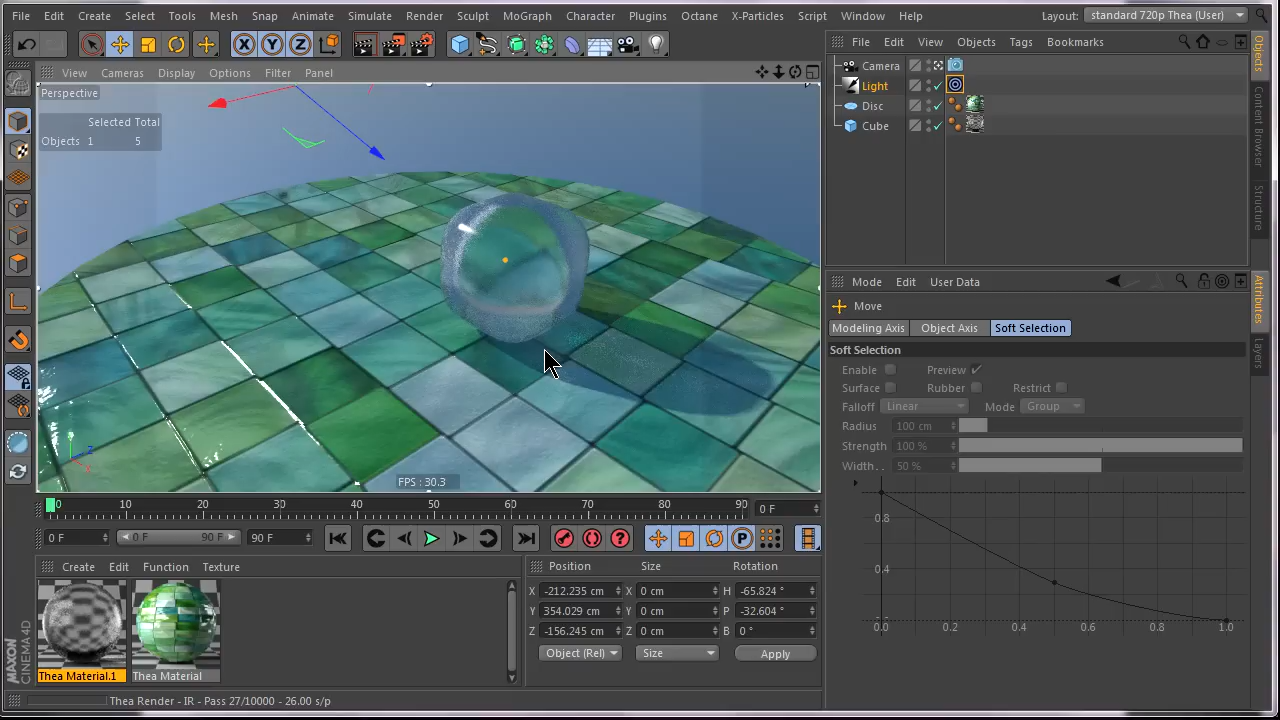 File Edit Create Select Tools Mesh Snap Animate Simulate Render Sculpt MoGraph Character Plugins Octane X-Particles Script Window Help Layout: standard 720p Thea (User)
X Y Z
View Cameras Display Options Filter Panel
Perspective
Selected Total
Objects 1 5
FPS : 30.3
0 10 20 30 40 50 60 70 80 90 0 F
0 F 0 F 90 F 90 F P
Create Edit Function Texture
Thea Material.1 Thea Material
MAXON
CINEMA4D
Position Size Rotation
X -212.235 cm X 0 cm H -65.824 °
Y 354.029 cm Y 0 cm P -32.604 °
Z -156.245 cm Z 0 cm B 0 °
Object (Rel) Size Apply
Thea Render - IR - Pass 27/10000 - 26.00 s/p
File Edit View Objects Tags Bookmarks
Camera
Light
Disc
Cube
Objects
Content Browser
Structure
Mode Edit User Data
Move
Modeling Axis Object Axis Soft Selection
Soft Selection
Enable Preview
Surface Rubber Restrict
Falloff Linear Mode Group
Radius 100 cm
Strength 100 %
Width. . 50 %
0.8
0.4
0.0 0.2 0.4 0.6 0.8 1.0
Attributes
Layers